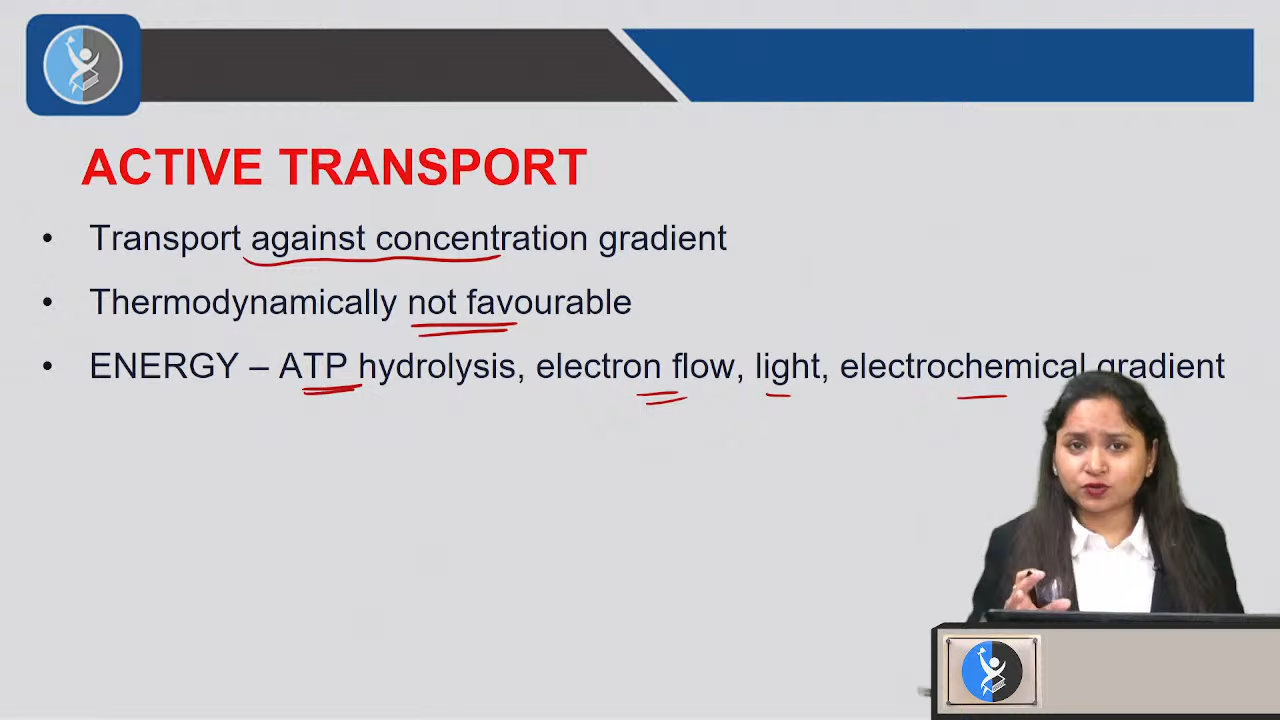 ACTIVE TRANSPORT
• Transport against concentration gradient
• Thermodynamically not favourable
• ENERGY – ATP hydrolysis, electron flow, light, electrochemical gradient